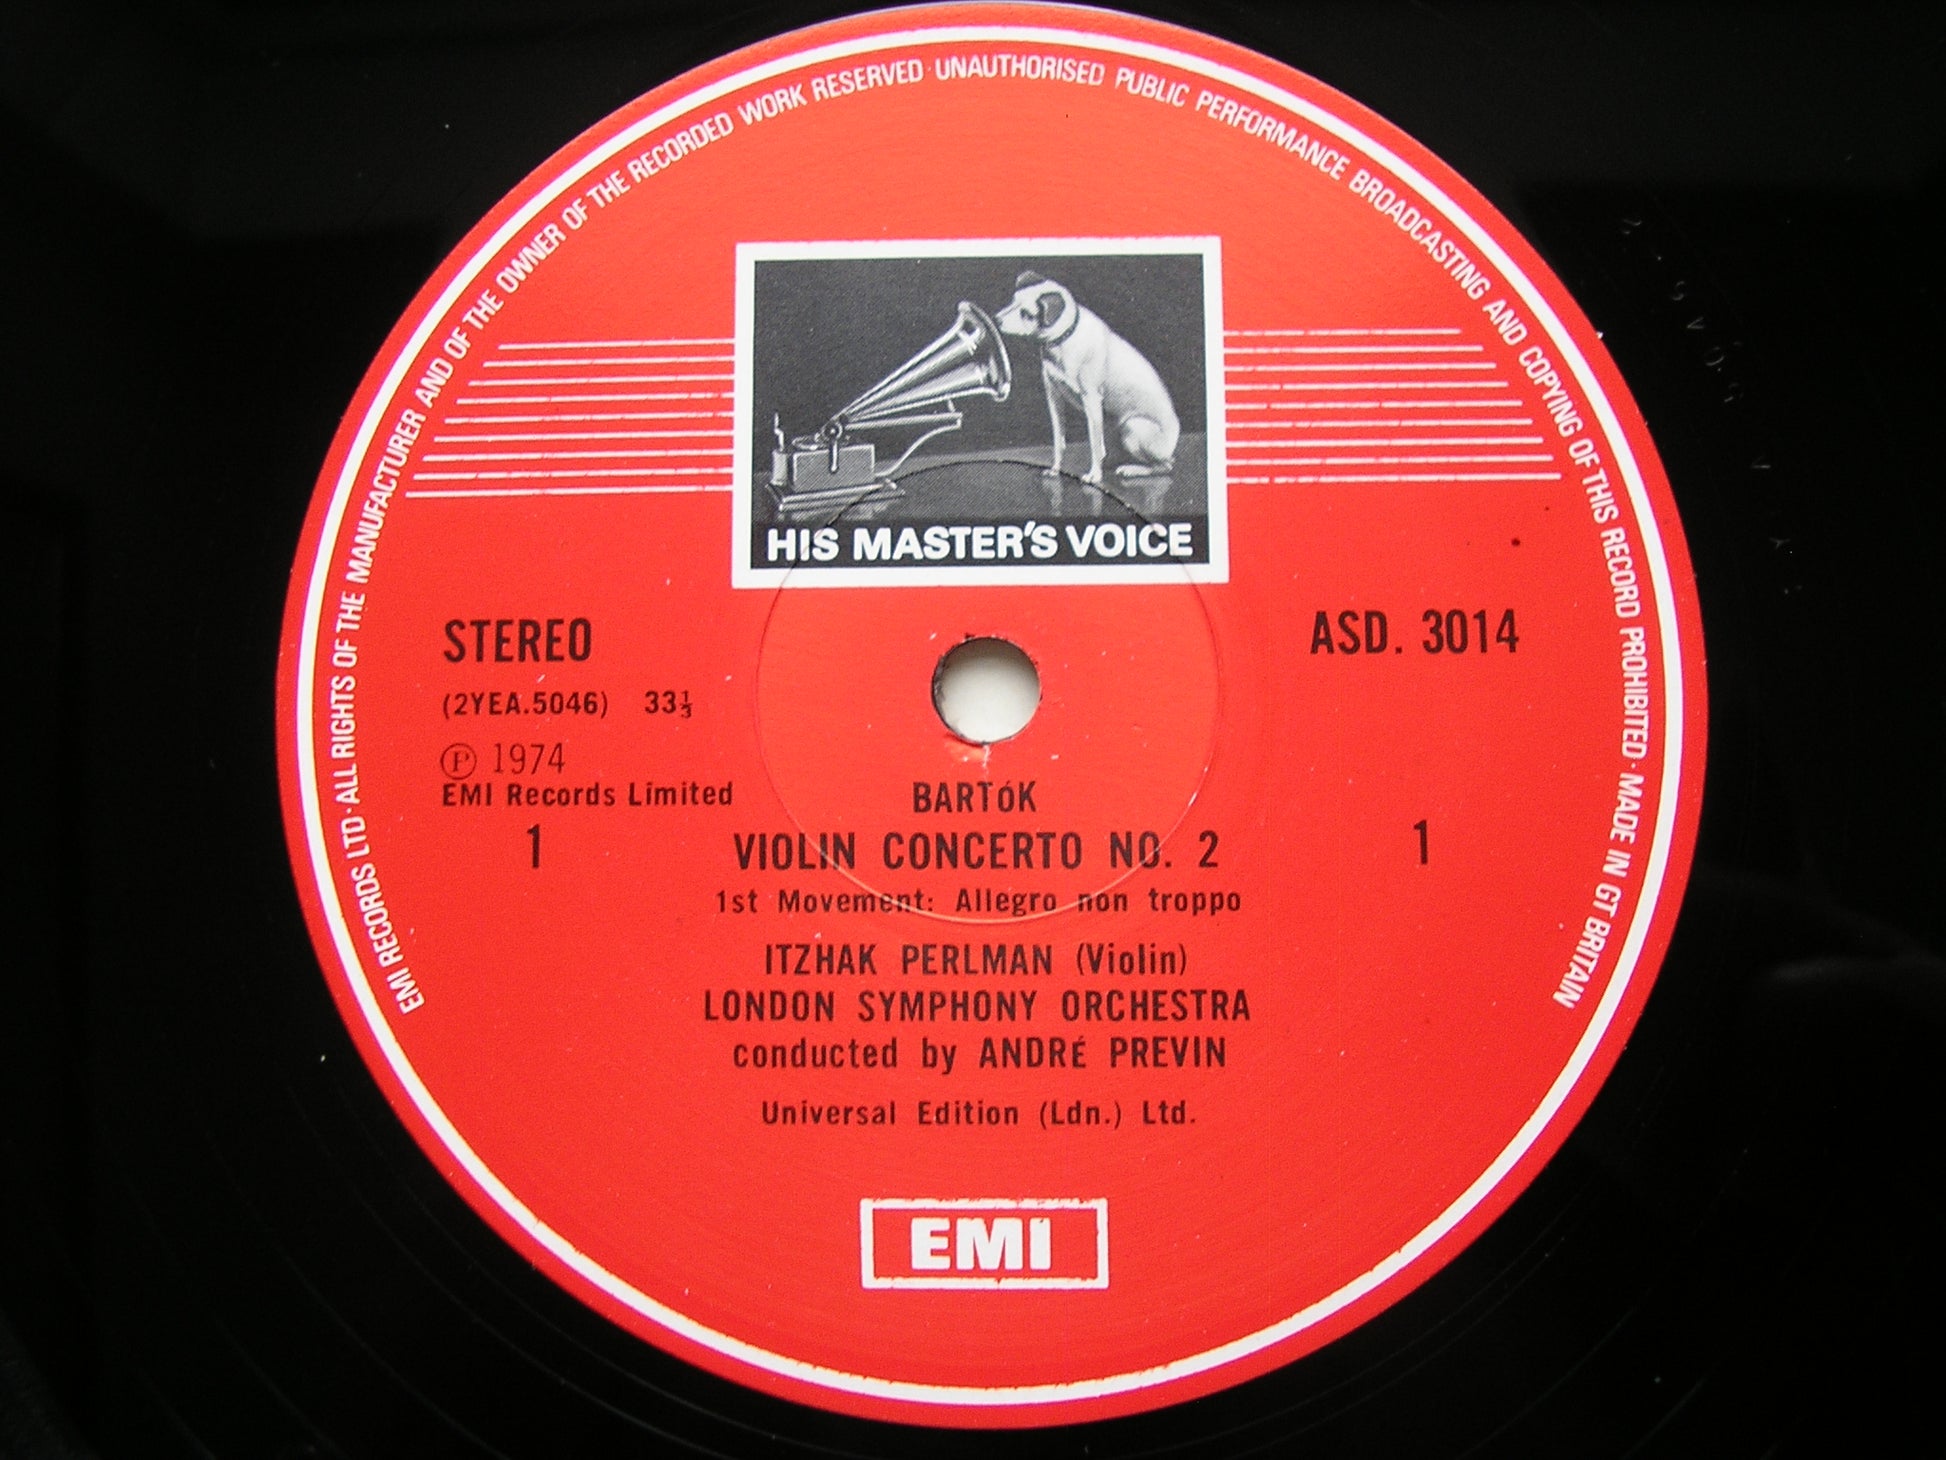 EMI RECORDS LTD · ALL RIGHTS OF THE MANUFACTURER AND OF THE OWNER OF THE RECORDED WORK RESERVED · UNAUTHORISED PUBLIC PERFORMANCE BROADCASTING AND COPYING OF THIS RECORD PROHIBITED · MADE IN GT BRITAIN
HIS MASTER'S VOICE
STEREO
ASD. 3014
(2YEA.5046) 33⅓
Ⓟ 1974
EMI Records Limited
1
1
BARTóK
VIOLIN CONCERTO NO. 2
1st Movement: Allegro non troppo
ITZHAK PERLMAN (Violin)
LONDON SYMPHONY ORCHESTRA
conducted by ANDRÉ PREVIN
Universal Edition (Ldn.) Ltd.
EMI